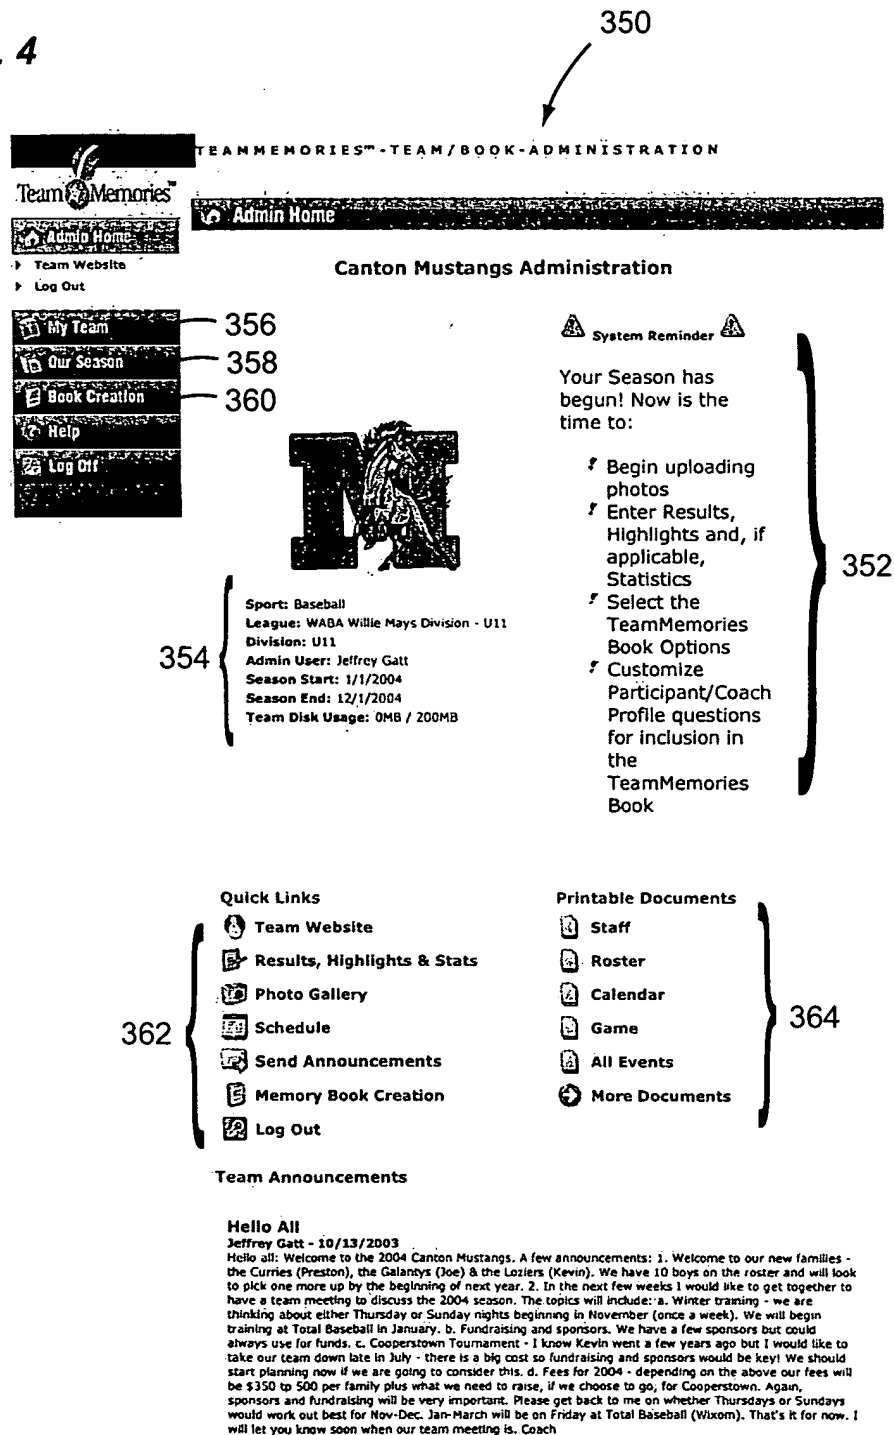 350
. 4
TEAMMEMORIES™-TEAM/BOOK-ADMINISTRATION
Team Memories™
Admin Home
Admin Home
Team Website
Log Out
Canton Mustangs Administration
My Team
356
Our Season
358
Book Creation
360
Help
Log Off
System Reminder
Your Season has
begun! Now is the
time to:
Begin uploading
photos
Enter Results,
Highlights and, if
applicable,
Statistics
Select the
TeamMemories
Book Options
Customize
Participant/Coach
Profile questions
for inclusion in
the
TeamMemories
Book
352
M
354
Sport: Baseball
League: WABA Willie Mays Division - U11
Division: U11
Admin User: Jeffrey Gatt
Season Start: 1/1/2004
Season End: 12/1/2004
Team Disk Usage: 0MB / 200MB
Quick Links
Team Website
Results, Highlights & Stats
Photo Gallery
Schedule
Send Announcements
Memory Book Creation
Log Out
362
Printable Documents
Staff
Roster
Calendar
Game
All Events
More Documents
364
Team Announcements
Hello All
Jeffrey Gatt - 10/13/2003
Hello all: Welcome to the 2004 Canton Mustangs. A few announcements: 1. Welcome to our new families -
the Curries (Preston), the Galantys (Joe) & the Loziers (Kevin). We have 10 boys on the roster and will look
to pick one more up by the beginning of next year. 2. In the next few weeks I would like to get together to
have a team meeting to discuss the 2004 season. The topics will include: a. Winter training - we are
thinking about either Thursday or Sunday nights beginning in November (once a week). We will begin
training at Total Baseball in January. b. Fundraising and sponsors. We have a few sponsors but could
always use for funds. c. Cooperstown Tournament - I know Kevin went a few years ago but I would like to
take our team down late in July - there is a big cost so fundraising and sponsors would be key! We should
start planning now if we are going to consider this. d. Fees for 2004 - depending on the above our fees will
be $350 tp 500 per family plus what we need to raise, if we choose to go, for Cooperstown. Again,
sponsors and fundraising will be very important. Please get back to me on whether Thursdays or Sundays
would work out best for Nov-Dec. Jan-March will be on Friday at Total Baseball (Wixom). That's it for now. I
will let you know soon when our team meeting is. Coach